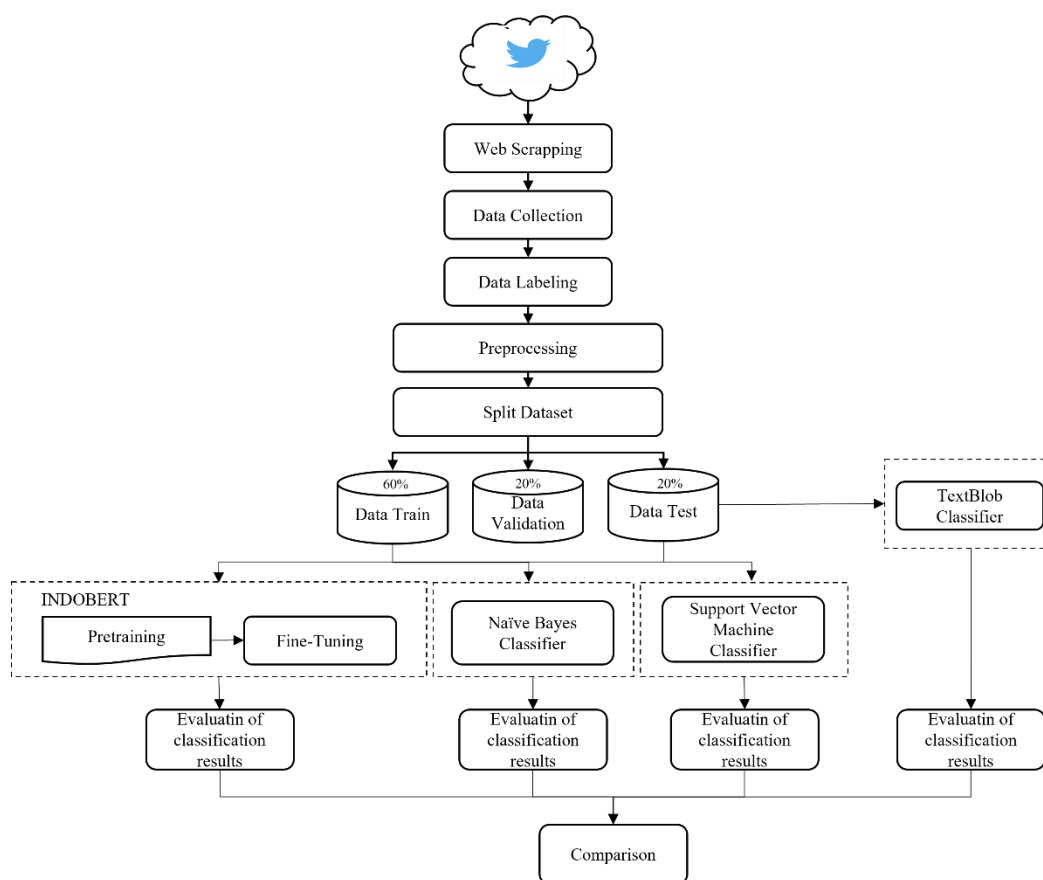 Web Scrapping
Data Collection
Data Labeling
Preprocessing
Split Dataset
60%
Data Train
20%
Data
Validation
20%
Data Test
TextBlob
Classifier
INDOBERT
Pretraining
Fine-Tuning
Naïve Bayes
Classifier
Support Vector
Machine
Classifier
Evaluatin of
classification
results
Evaluatin of
classification
results
Evaluatin of
classification
results
Evaluatin of
classification
results
Comparison